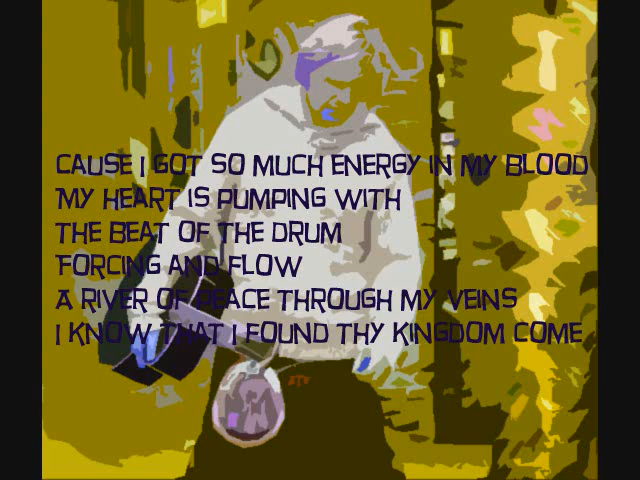 CAUSE I GOT SO MUCH ENERGY IN MY BLOOD
MY HEART IS PUMPING WITH
THE BEAT OF THE DRUM
FORCING AND FLOW
A RIVER OF PEACE THROUGH MY VEINS
I KNOW THAT I FOUND THY KINGDOM COME